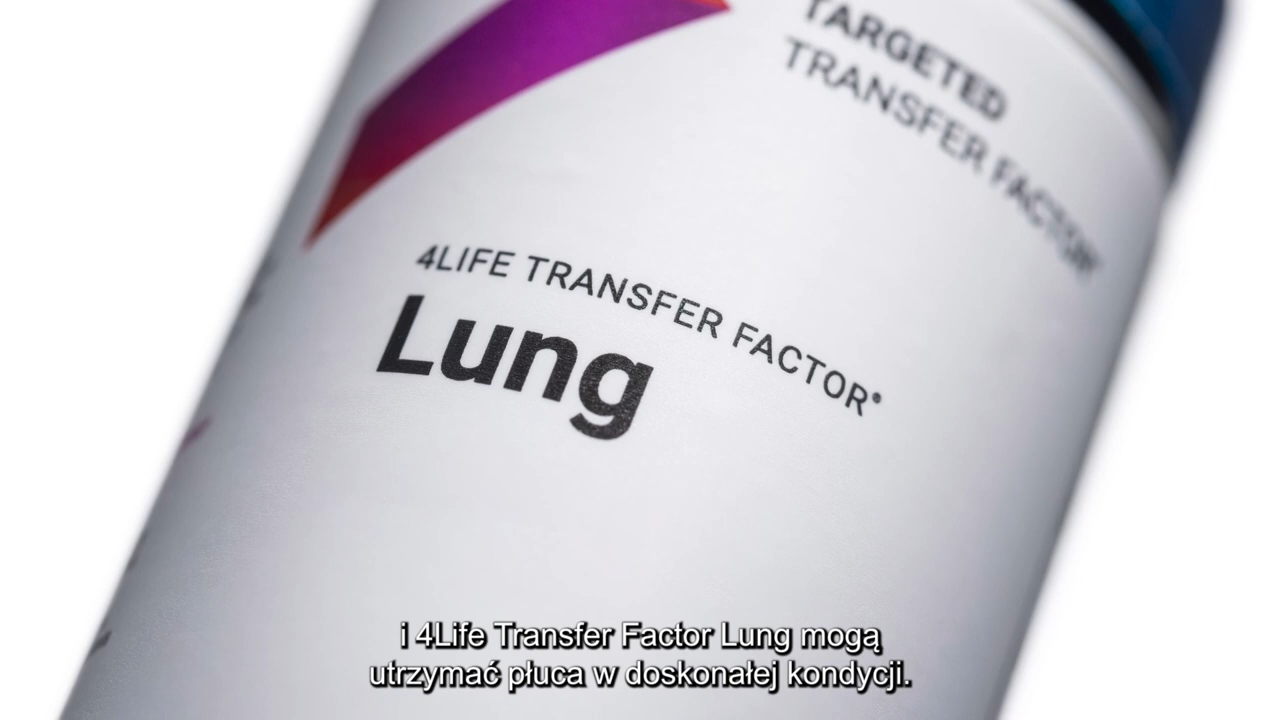 TARGETED
TRANSFER FACTOR®
4LIFE TRANSFER FACTOR®
Lung
i 4Life Transfer Factor Lung mogą
utrzymać płuca w doskonałej kondycji.